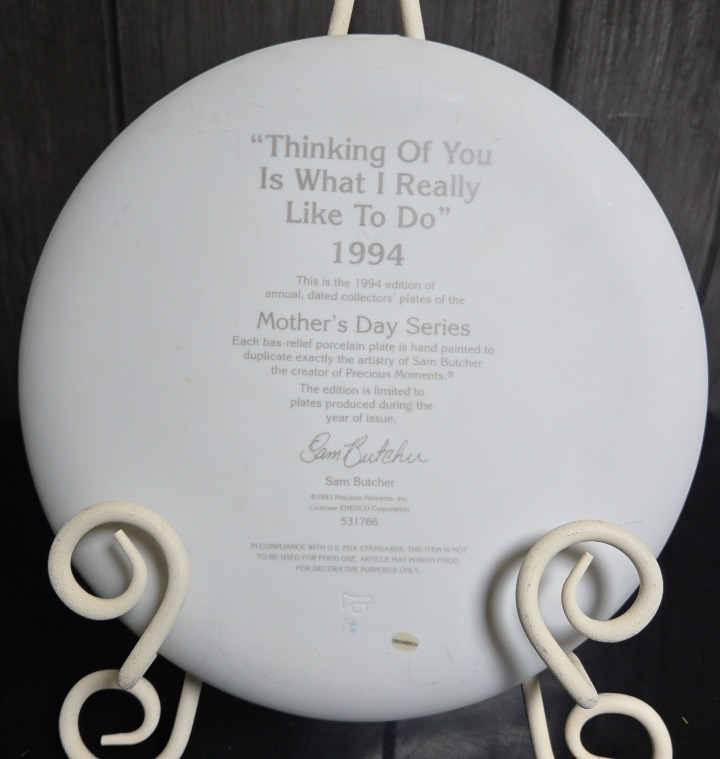 “Thinking Of You
Is What I Really
Like To Do”
1994
This is the 1994 edition of
annual, dated collectors' plates of the
Mother's Day Series
Each bas-relief porcelain plate is hand painted to
duplicate exactly the artistry of Sam Butcher
the creator of Precious Moments.®
The edition is limited to
plates produced during the
year of issue.
Sam Butcher
Sam Butcher
©1993 Precious Moments, Inc.
Licensee ENESCO Corporation
531766
IN COMPLIANCE WITH U.S. FDA STANDARDS, THIS ITEM IS NOT
TO BE USED FOR FOOD USE. ARTICLE MAY POISON FOOD.
FOR DECORATIVE PURPOSES ONLY.